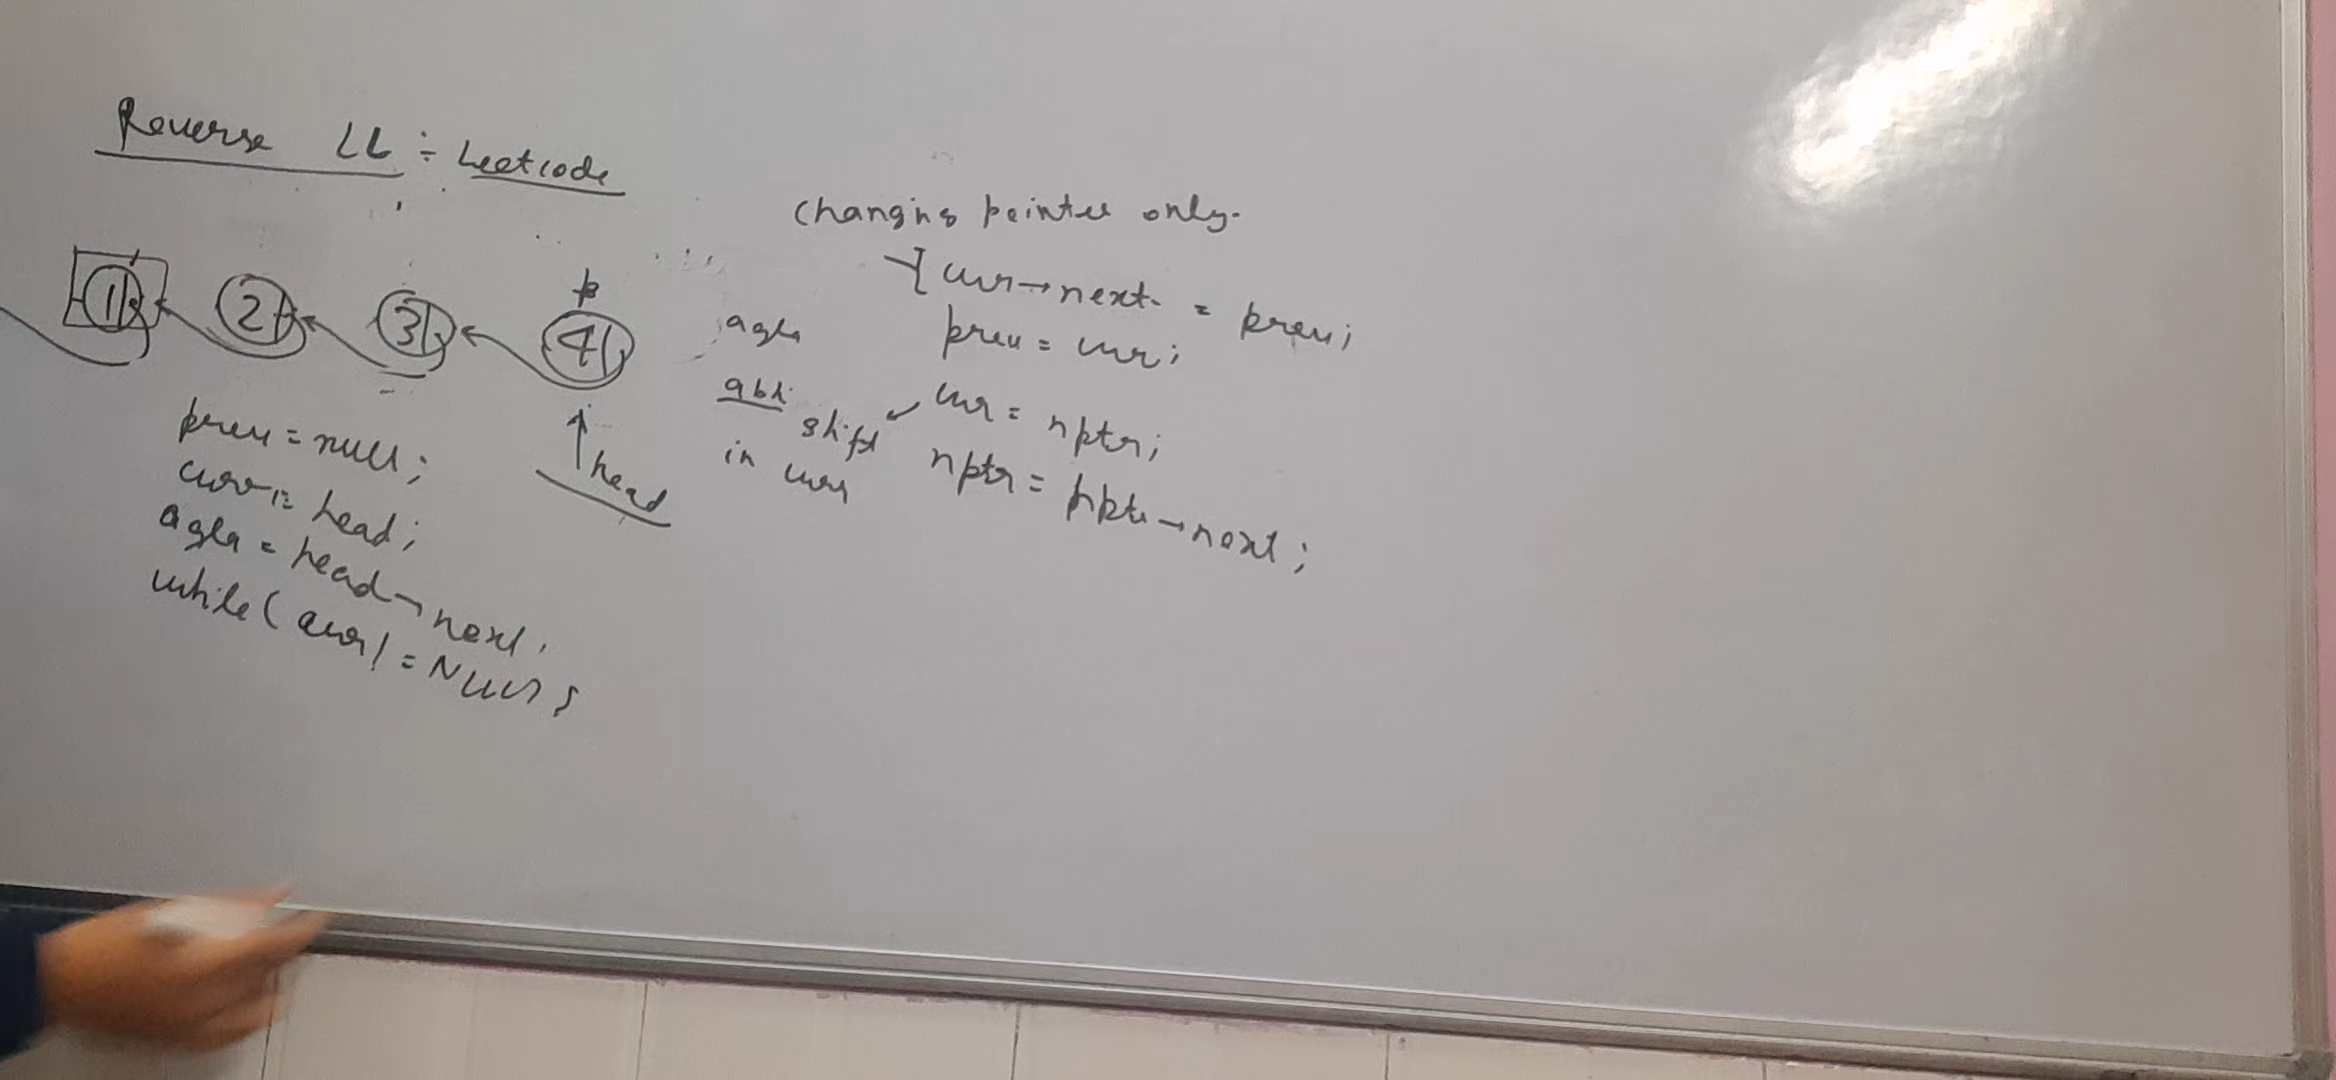 Reverse LL ÷ Leetcode
1 2 3 4
head
prev = null;
curr = head;
agla = head→next;
while (curr != NULL) {
changing pointer only.
{ curr→next = prev;
prev = curr;
curr = nptr;
nptr = nptr→next;
agla
abhi shift
in curr